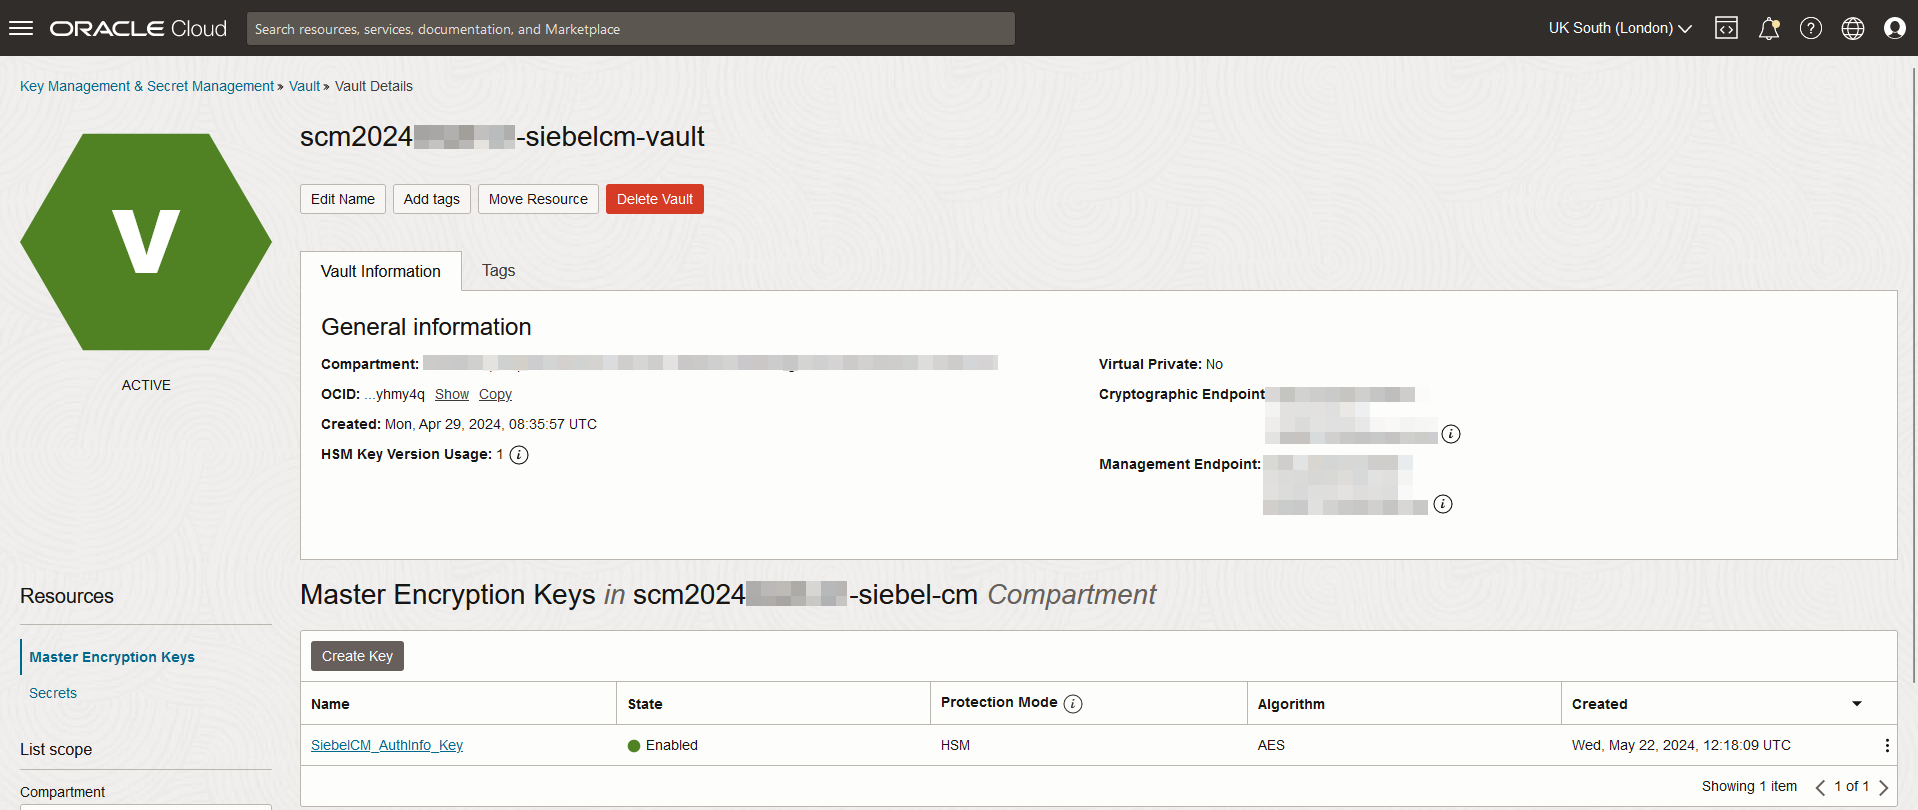 ORACLE Cloud
Search resources, services, documentation, and Marketplace
UK South (London)
Key Management & Secret Management » Vault » Vault Details
V
ACTIVE
scm2024 -siebelcm-vault
Edit Name Add tags Move Resource Delete Vault
Vault Information Tags
General information
Compartment:
OCID: ...yhmy4q Show Copy
Created: Mon, Apr 29, 2024, 08:35:57 UTC
HSM Key Version Usage: 1
Virtual Private: No
Cryptographic Endpoint
Management Endpoint:
Resources
Master Encryption Keys
Secrets
List scope
Compartment
Master Encryption Keys in scm2024 -siebel-cm Compartment
Create Key
Name State Protection Mode Algorithm Created
SiebelCM_AuthInfo_Key Enabled HSM AES Wed, May 22, 2024, 12:18:09 UTC
Showing 1 item 1 of 1